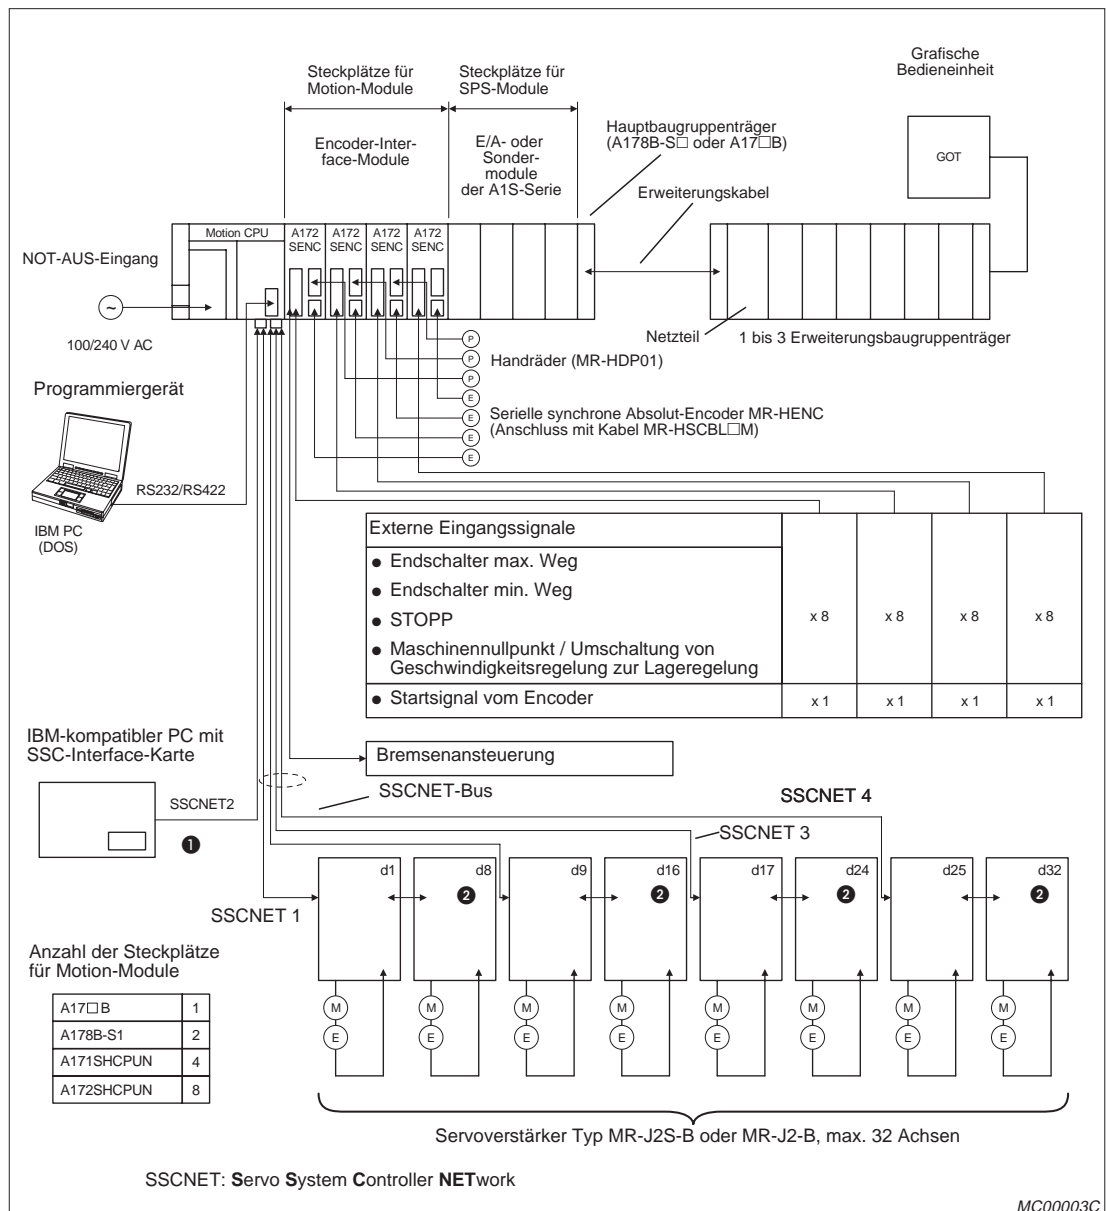 Grafische
Bedieneinheit
Steckplätze für
Motion-Module
Steckplätze für
SPS-Module
Encoder-Inter-
face-Module
E/A- oder
Sonder-
module
der A1S-Serie
Hauptbaugruppenträger
(A178B-S□ oder A17□B)
GOT
Erweiterungskabel
Motion CPU
A172
SENC
A172
SENC
A172
SENC
A172
SENC
NOT-AUS-Eingang
~
100/240 V AC
Netzteil
1 bis 3 Erweiterungsbaugruppenträger
P
P
P
Handräder (MR-HDP01)
E
E
E
E
Serielle synchrone Absolut-Encoder MR-HENC
(Anschluss mit Kabel MR-HSCBL□M)
Programmiergerät
RS232/RS422
IBM PC
(DOS)
Externe Eingangssignale
● Endschalter max. Weg
● Endschalter min. Weg
● STOPP
● Maschinennullpunkt / Umschaltung von
Geschwindigkeitsregelung zur Lageregelung
x 8 x 8 x 8 x 8
● Startsignal vom Encoder
x 1 x 1 x 1 x 1
IBM-kompatibler PC mit
SSC-Interface-Karte
Bremsenansteuerung
SSCNET2
❶
SSCNET-Bus
SSCNET 4
SSCNET 3
SSCNET 1
d1 d8 d9 d16 d17 d24 d25 d32
❷ ❷ ❷ ❷
M M M M M M M M
E E E E E E E E
Anzahl der Steckplätze
für Motion-Module
A17□B 1
A178B-S1 2
A171SHCPUN 4
A172SHCPUN 8
Servoverstärker Typ MR-J2S-B oder MR-J2-B, max. 32 Achsen
SSCNET: Servo System Controller NETwork
MC00003C